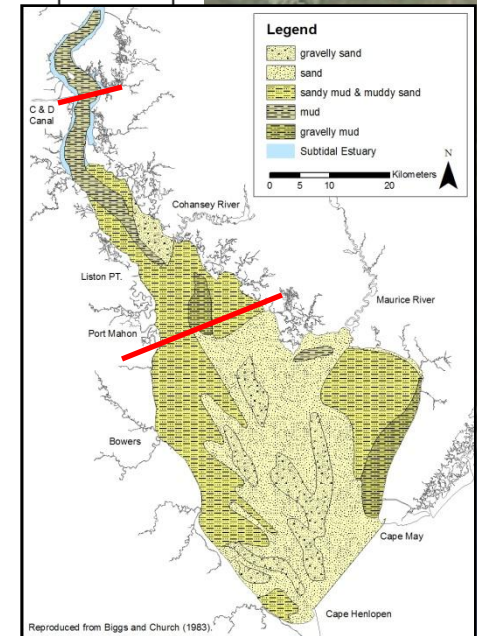 Legend
gravelly sand
sand
sandy mud & muddy sand
mud
gravelly mud
Subtidal Estuary
N
Kilometers
0 5 10 20
C & D
Canal
Cohansey River
Liston PT.
Maurice River
Port Mahon
Bowers
Cape May
Cape Henlopen
Reproduced from Biggs and Church (1983).